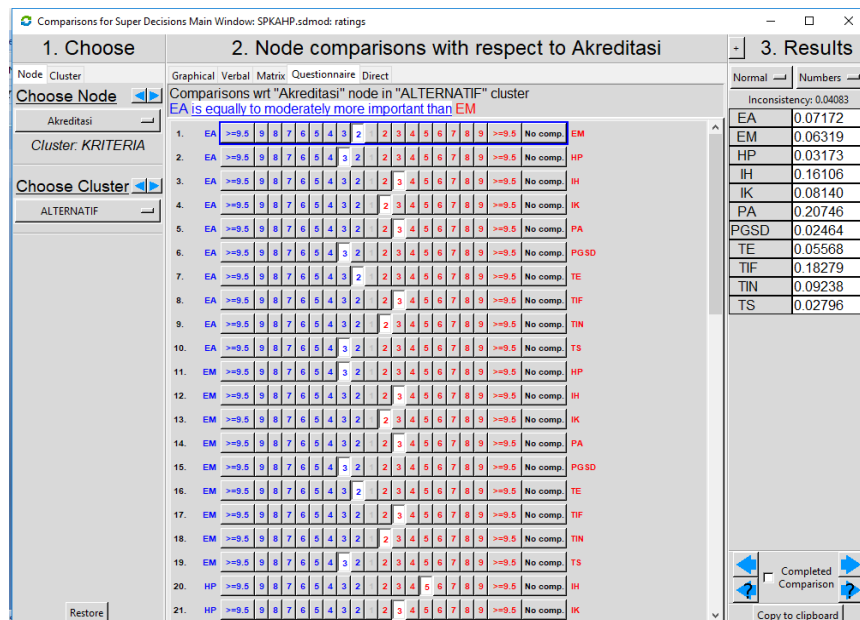 Comparisons for Super Decisions Main Window: SPKAHP.sdmod: ratings
1. Choose
Node Cluster
Choose Node
Akreditasi
Cluster: KRITERIA
Choose Cluster
ALTERNATIF
Restore
2. Node comparisons with respect to Akreditasi
Graphical Verbal Matrix Questionnaire Direct
Comparisons wrt "Akreditasi" node in "ALTERNATIF" cluster
EA is equally to moderately more important than EM
1. EA >=9.5 9 8 7 6 5 4 3 2 1 2 3 4 5 6 7 8 9 >=9.5 No comp. EM
2. EA >=9.5 9 8 7 6 5 4 3 2 1 2 3 4 5 6 7 8 9 >=9.5 No comp. HP
3. EA >=9.5 9 8 7 6 5 4 3 2 1 2 3 4 5 6 7 8 9 >=9.5 No comp. IH
4. EA >=9.5 9 8 7 6 5 4 3 2 1 2 3 4 5 6 7 8 9 >=9.5 No comp. IK
5. EA >=9.5 9 8 7 6 5 4 3 2 1 2 3 4 5 6 7 8 9 >=9.5 No comp. PA
6. EA >=9.5 9 8 7 6 5 4 3 2 1 2 3 4 5 6 7 8 9 >=9.5 No comp. PGSD
7. EA >=9.5 9 8 7 6 5 4 3 2 1 2 3 4 5 6 7 8 9 >=9.5 No comp. TE
8. EA >=9.5 9 8 7 6 5 4 3 2 1 2 3 4 5 6 7 8 9 >=9.5 No comp. TIF
9. EA >=9.5 9 8 7 6 5 4 3 2 1 2 3 4 5 6 7 8 9 >=9.5 No comp. TIN
10. EA >=9.5 9 8 7 6 5 4 3 2 1 2 3 4 5 6 7 8 9 >=9.5 No comp. TS
11. EM >=9.5 9 8 7 6 5 4 3 2 1 2 3 4 5 6 7 8 9 >=9.5 No comp. HP
12. EM >=9.5 9 8 7 6 5 4 3 2 1 2 3 4 5 6 7 8 9 >=9.5 No comp. IH
13. EM >=9.5 9 8 7 6 5 4 3 2 1 2 3 4 5 6 7 8 9 >=9.5 No comp. IK
14. EM >=9.5 9 8 7 6 5 4 3 2 1 2 3 4 5 6 7 8 9 >=9.5 No comp. PA
15. EM >=9.5 9 8 7 6 5 4 3 2 1 2 3 4 5 6 7 8 9 >=9.5 No comp. PGSD
16. EM >=9.5 9 8 7 6 5 4 3 2 1 2 3 4 5 6 7 8 9 >=9.5 No comp. TE
17. EM >=9.5 9 8 7 6 5 4 3 2 1 2 3 4 5 6 7 8 9 >=9.5 No comp. TIF
18. EM >=9.5 9 8 7 6 5 4 3 2 1 2 3 4 5 6 7 8 9 >=9.5 No comp. TIN
19. EM >=9.5 9 8 7 6 5 4 3 2 1 2 3 4 5 6 7 8 9 >=9.5 No comp. TS
20. HP >=9.5 9 8 7 6 5 4 3 2 1 2 3 4 5 6 7 8 9 >=9.5 No comp. IH
21. HP >=9.5 9 8 7 6 5 4 3 2 1 2 3 4 5 6 7 8 9 >=9.5 No comp. IK
+ 3. Results
Normal Numbers
Inconsistency: 0.04083
EA 0.07172
EM 0.06319
HP 0.03173
IH 0.16106
IK 0.08140
PA 0.20746
PGSD 0.02464
TE 0.05568
TIF 0.18279
TIN 0.09238
TS 0.02796
Completed
Comparison
? ?
Copy to clipboard